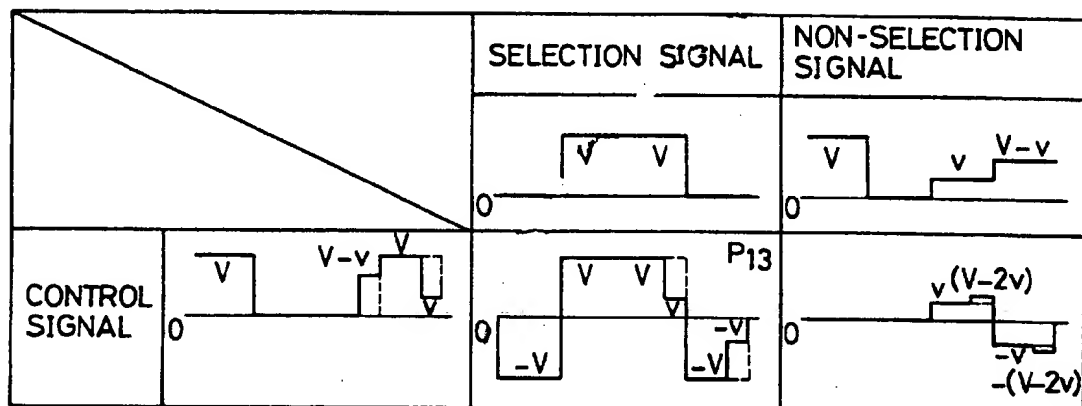 SELECTION SIGNAL
NON-SELECTION
SIGNAL
V V
0
V v V-v
0
CONTROL
SIGNAL
V V-v V v
0
P13
V V v
0
-V -V -v
v (V-2v)
0
-v
-(V-2v)